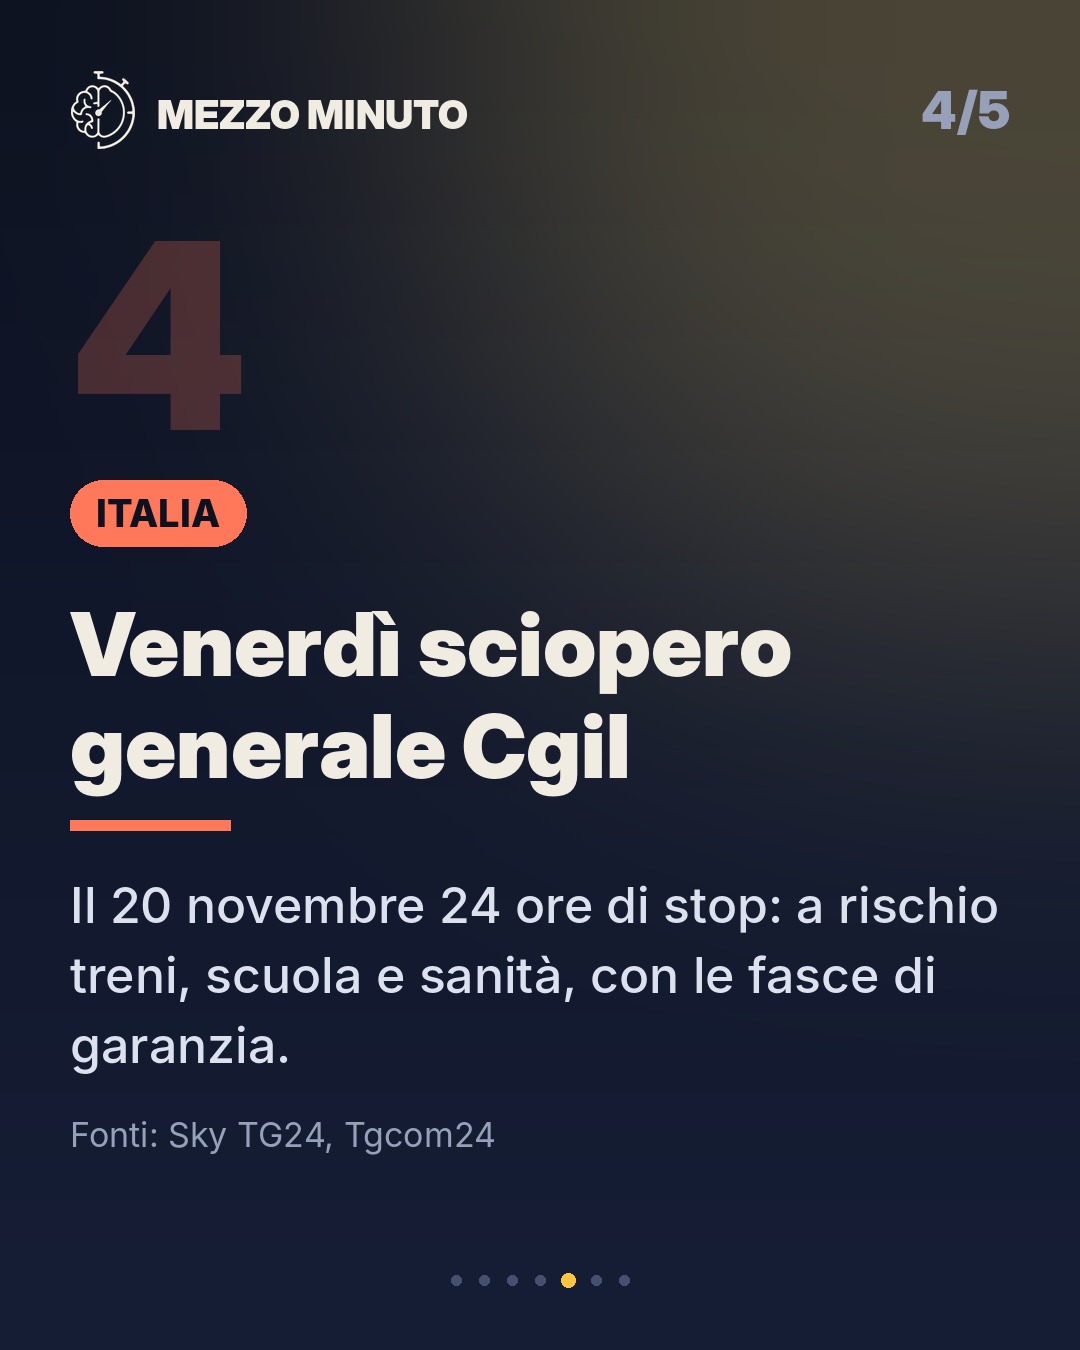 MEZZO MINUTO
4/5
4
ITALIA
Venerdì sciopero
generale Cgil
Il 20 novembre 24 ore di stop: a rischio
treni, scuola e sanità, con le fasce di
garanzia.
Fonti: Sky TG24, Tgcom24